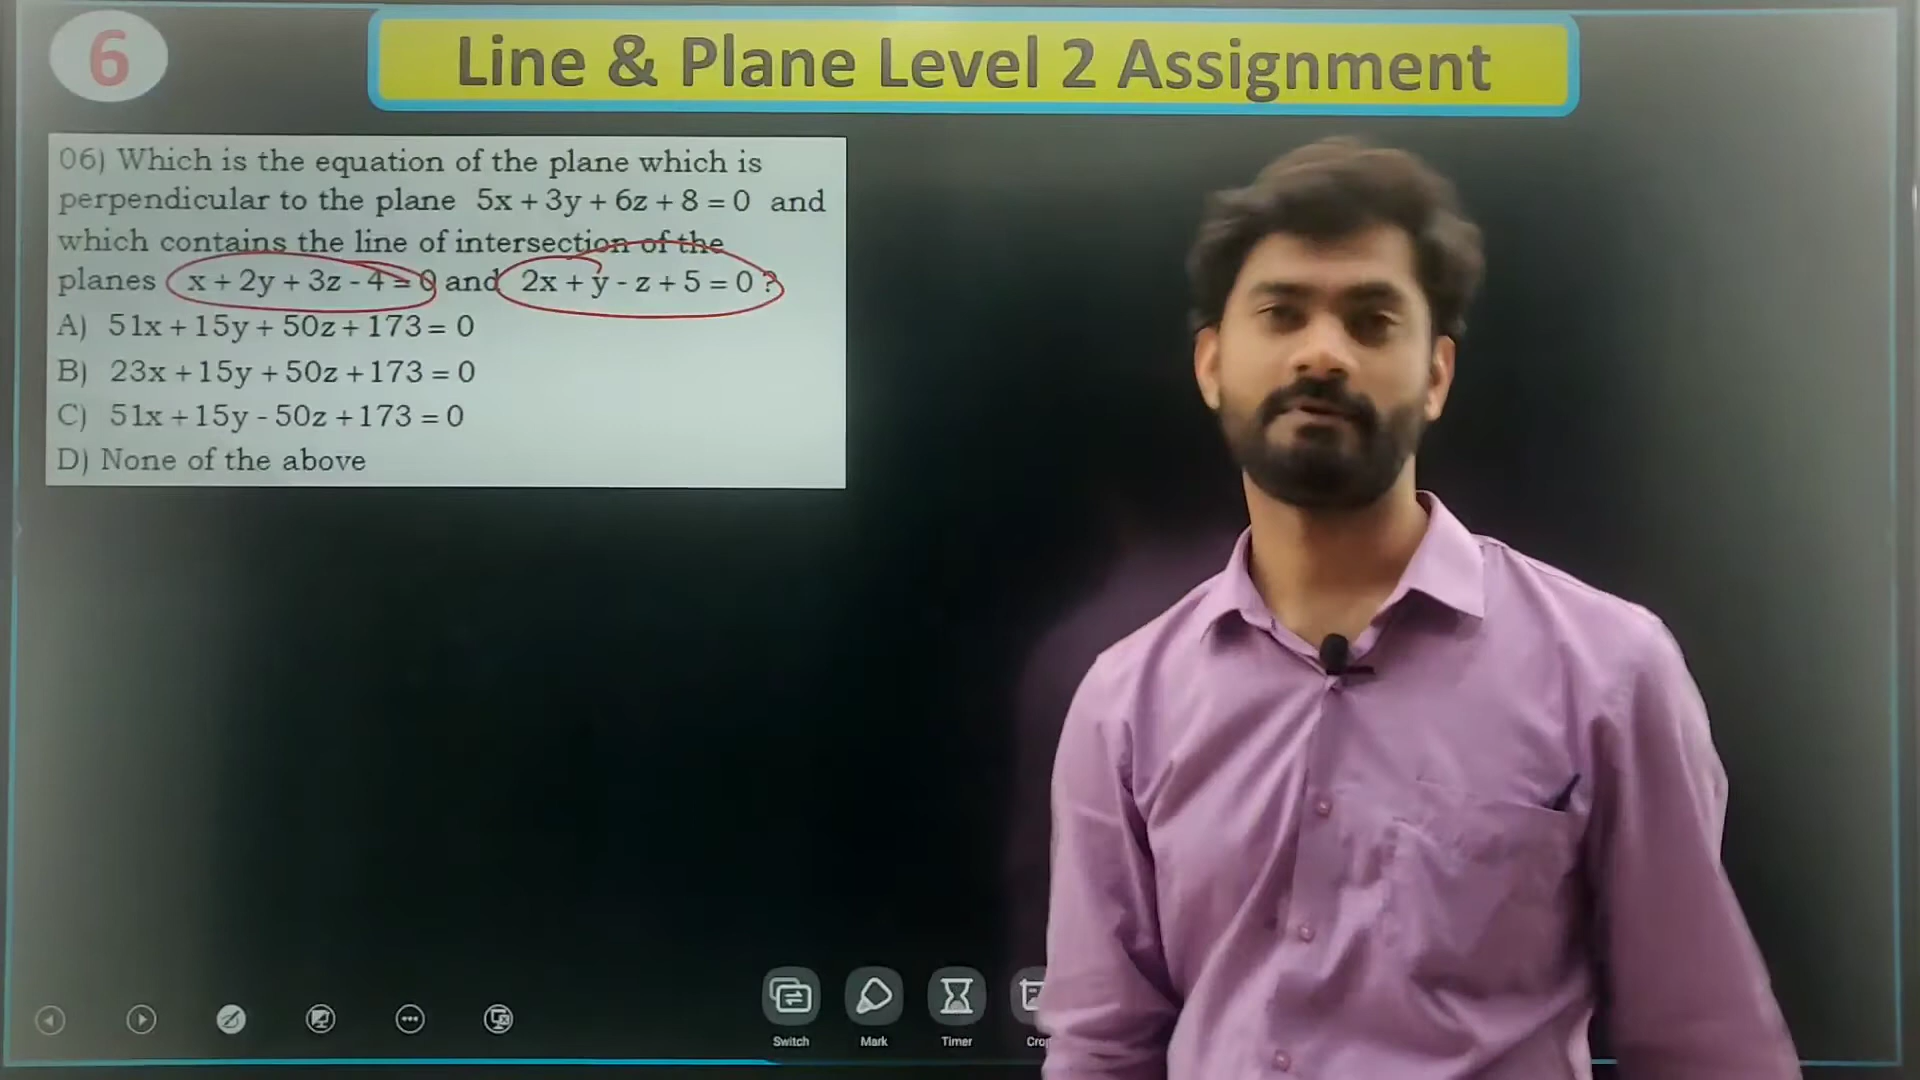 6
Line & Plane Level 2 Assignment
06) Which is the equation of the plane which is
perpendicular to the plane 5x + 3y + 6z + 8 = 0 and
which contains the line of intersection of the
planes x + 2y + 3z - 4 = 0 and 2x + y - z + 5 = 0 ?
A) 51x + 15y + 50z + 173 = 0
B) 23x + 15y + 50z + 173 = 0
C) 51x + 15y - 50z + 173 = 0
D) None of the above
Switch Mark Timer